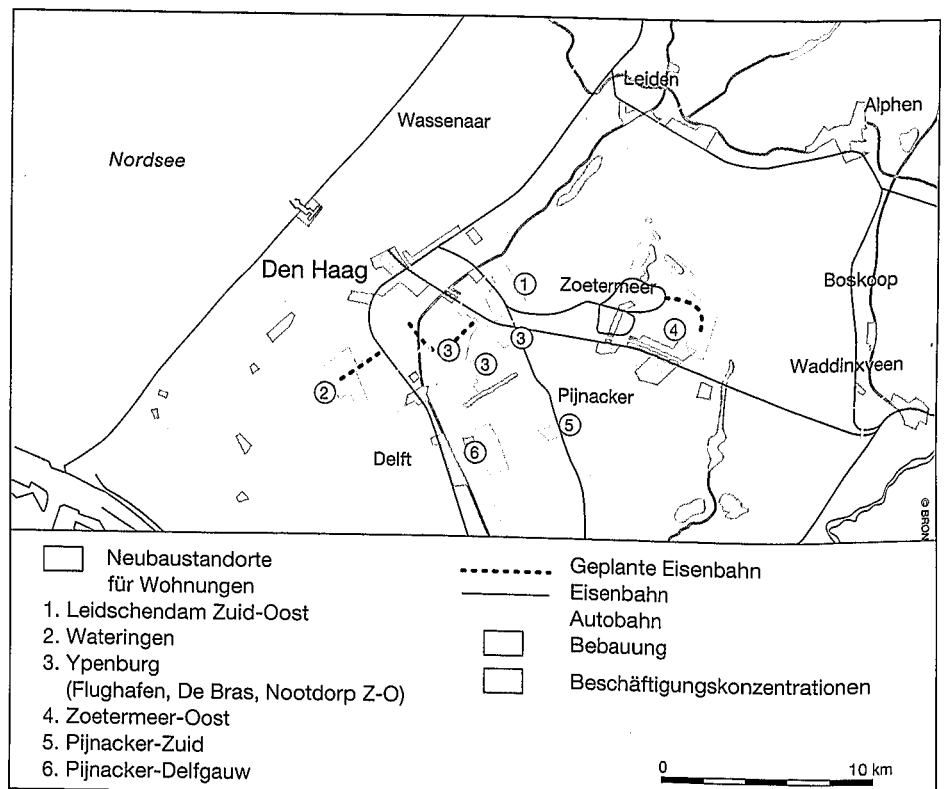 Leiden
Alphen
Wassenaar
Nordsee
Den Haag
1
Zoetermeer
Boskoop
4
3
3
3
Waddinxveen
2
Pijnacker
5
Delft
6
© BRON
Neubaustandorte
für Wohnungen
1. Leidschendam Zuid-Oost
2. Wateringen
3. Ypenburg
(Flughafen, De Bras, Nootdorp Z-O)
4. Zoetermeer-Oost
5. Pijnacker-Zuid
6. Pijnacker-Delfgauw
Geplante Eisenbahn
Eisenbahn
Autobahn
Bebauung
Beschäftigungskonzentrationen
0 10 km